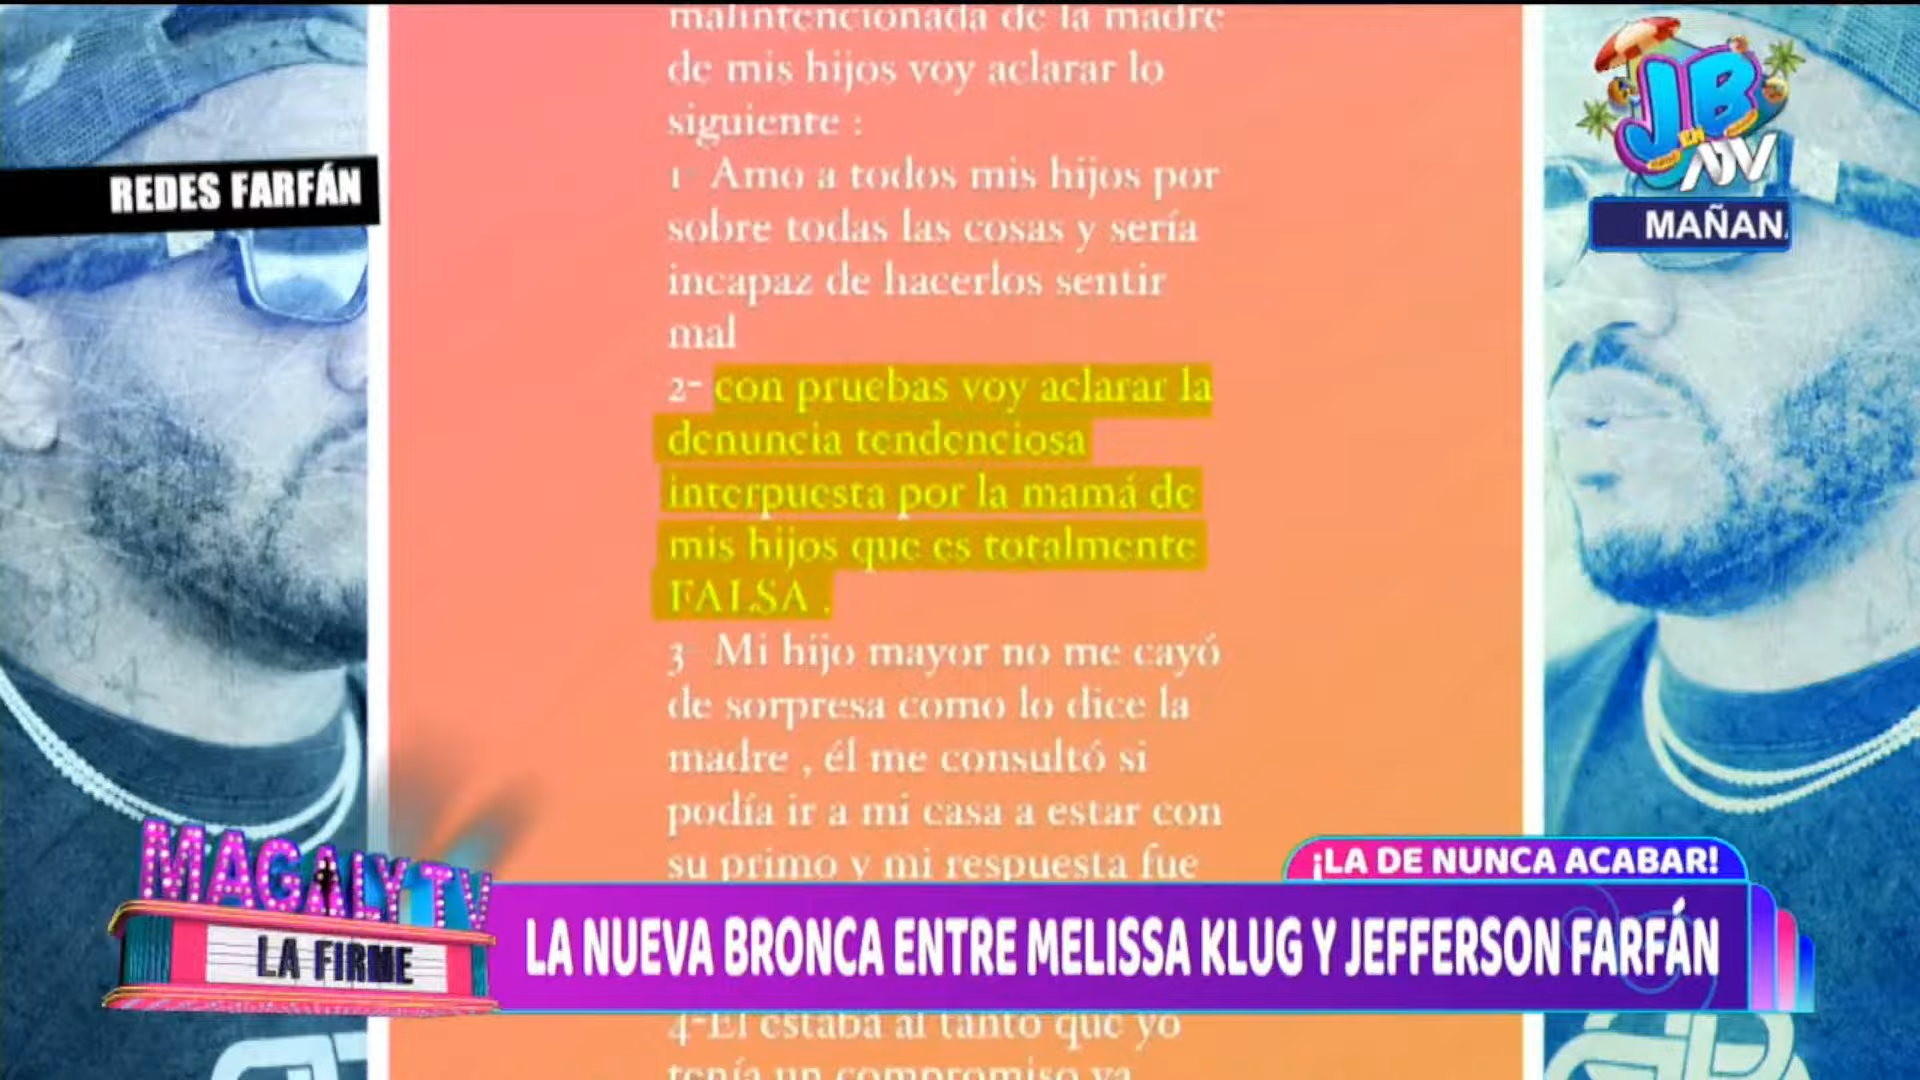 malintencionada de la madre
de mis hijos voy aclarar lo
siguiente :
1- Amo a todos mis hijos por
sobre todas las cosas y sería
incapaz de hacerlos sentir
mal
2- con pruebas voy aclarar la
denuncia tendenciosa
interpuesta por la mamá de
mis hijos que es totalmente
FALSA .
3- Mi hijo mayor no me cayó
de sorpresa como lo dice la
madre , él me consultó si
podía ir a mi casa a estar con
su primo y mi respuesta fue
4-El estaba al tanto que yo
tenía un compromiso ya
REDES FARFÁN
JB
EN
ATV
MAÑAN
MAGALY TV
LA FIRME
¡LA DE NUNCA ACABAR!
LA NUEVA BRONCA ENTRE MELISSA KLUG Y JEFFERSON FARFÁN